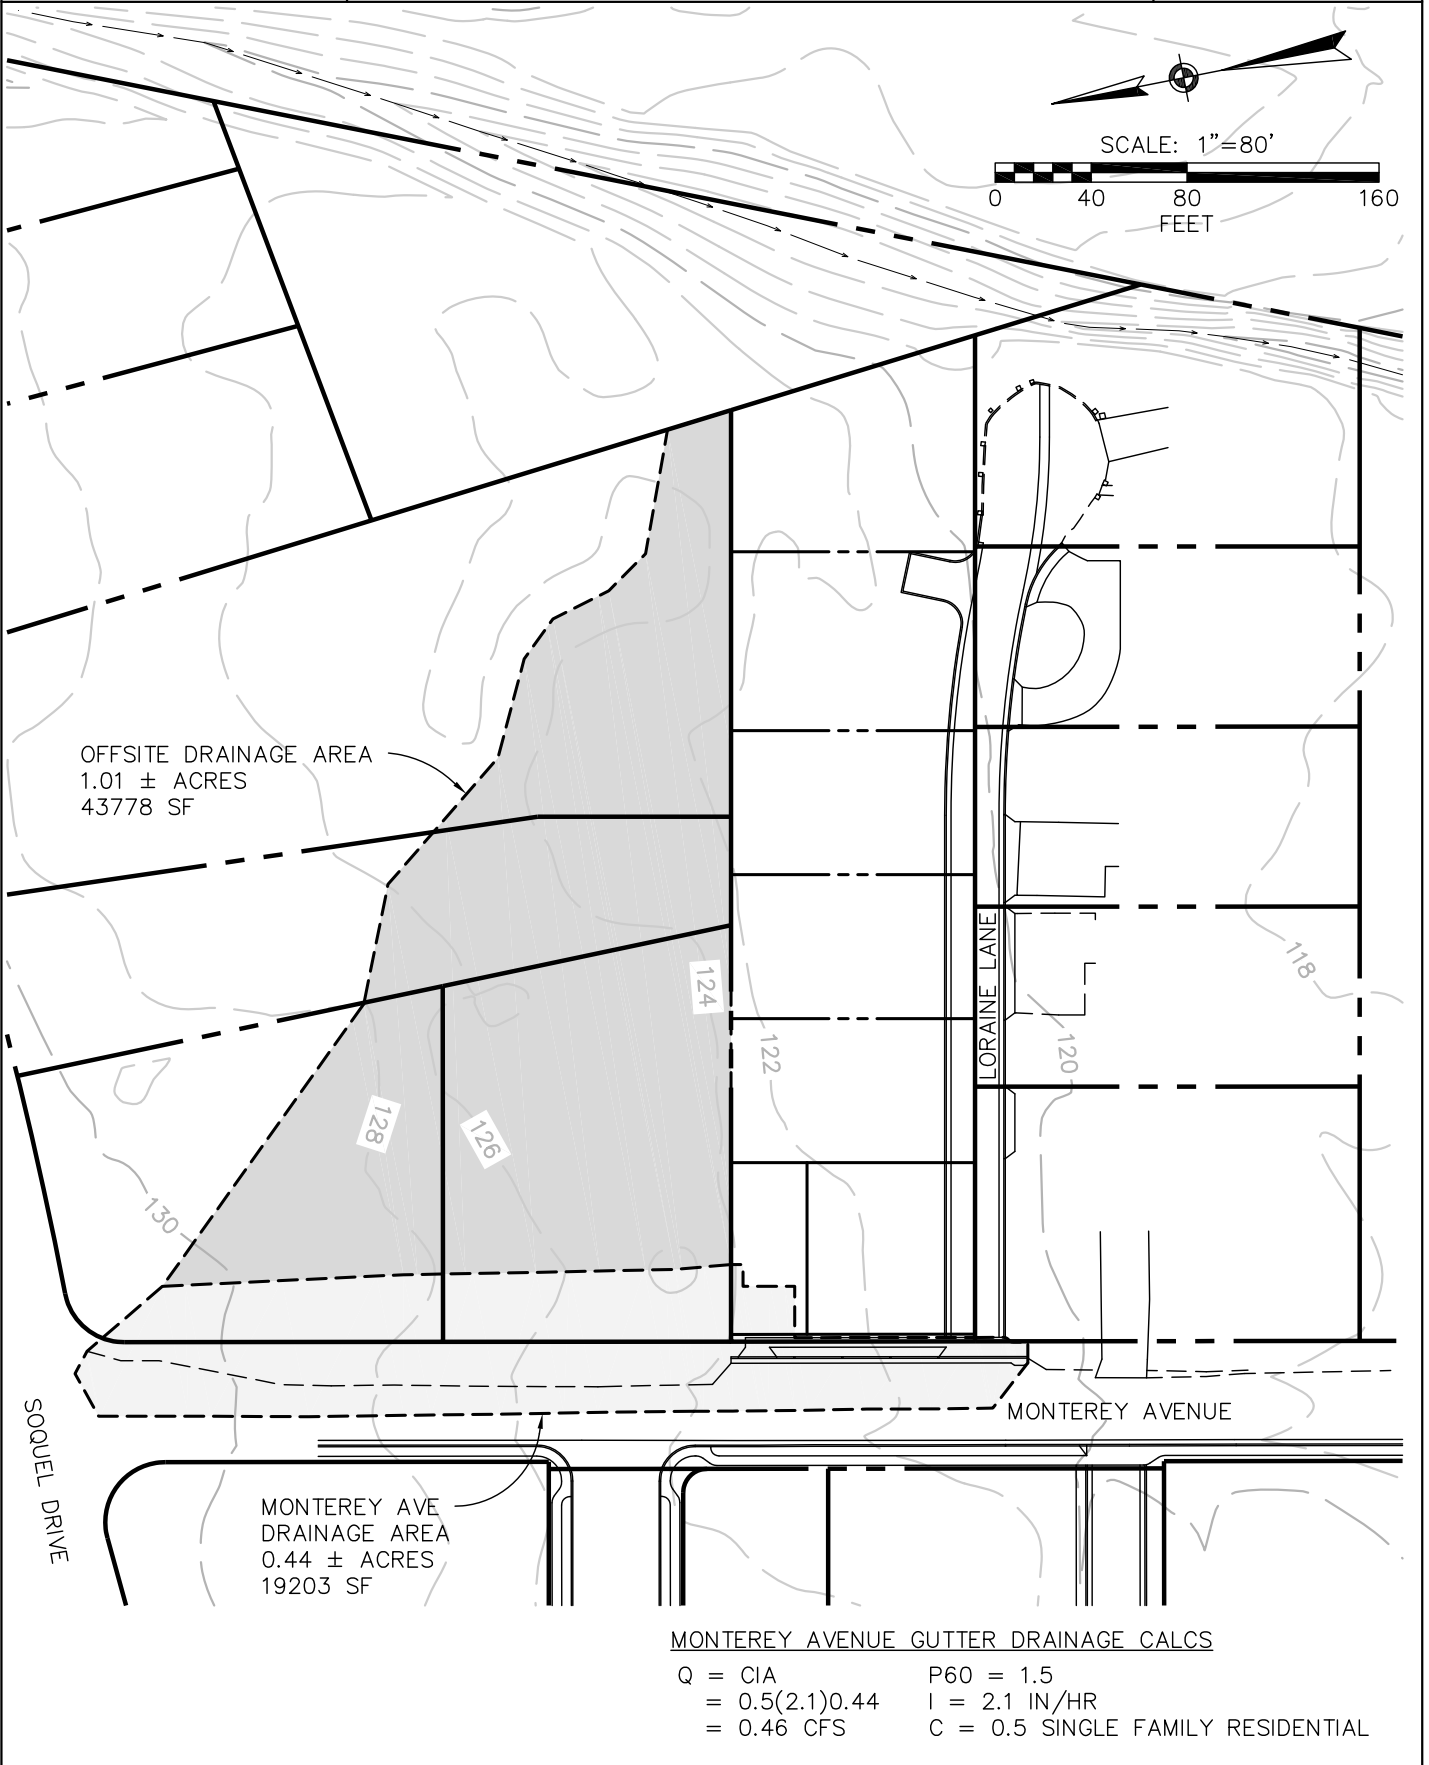 SCALE: 1"=80'
0 40 80 160
FEET
OFFSITE DRAINAGE AREA
1.01 ± ACRES
43778 SF
LORAINE LANE
124
122
120
118
128
126
130
MONTEREY AVENUE
SOQUEL DRIVE
MONTEREY AVE
DRAINAGE AREA
0.44 ± ACRES
19203 SF
MONTEREY AVENUE GUTTER DRAINAGE CALCS
Q = CIA
= 0.5(2.1)0.44
= 0.46 CFS
P60 = 1.5
I = 2.1 IN/HR
C = 0.5 SINGLE FAMILY RESIDENTIAL